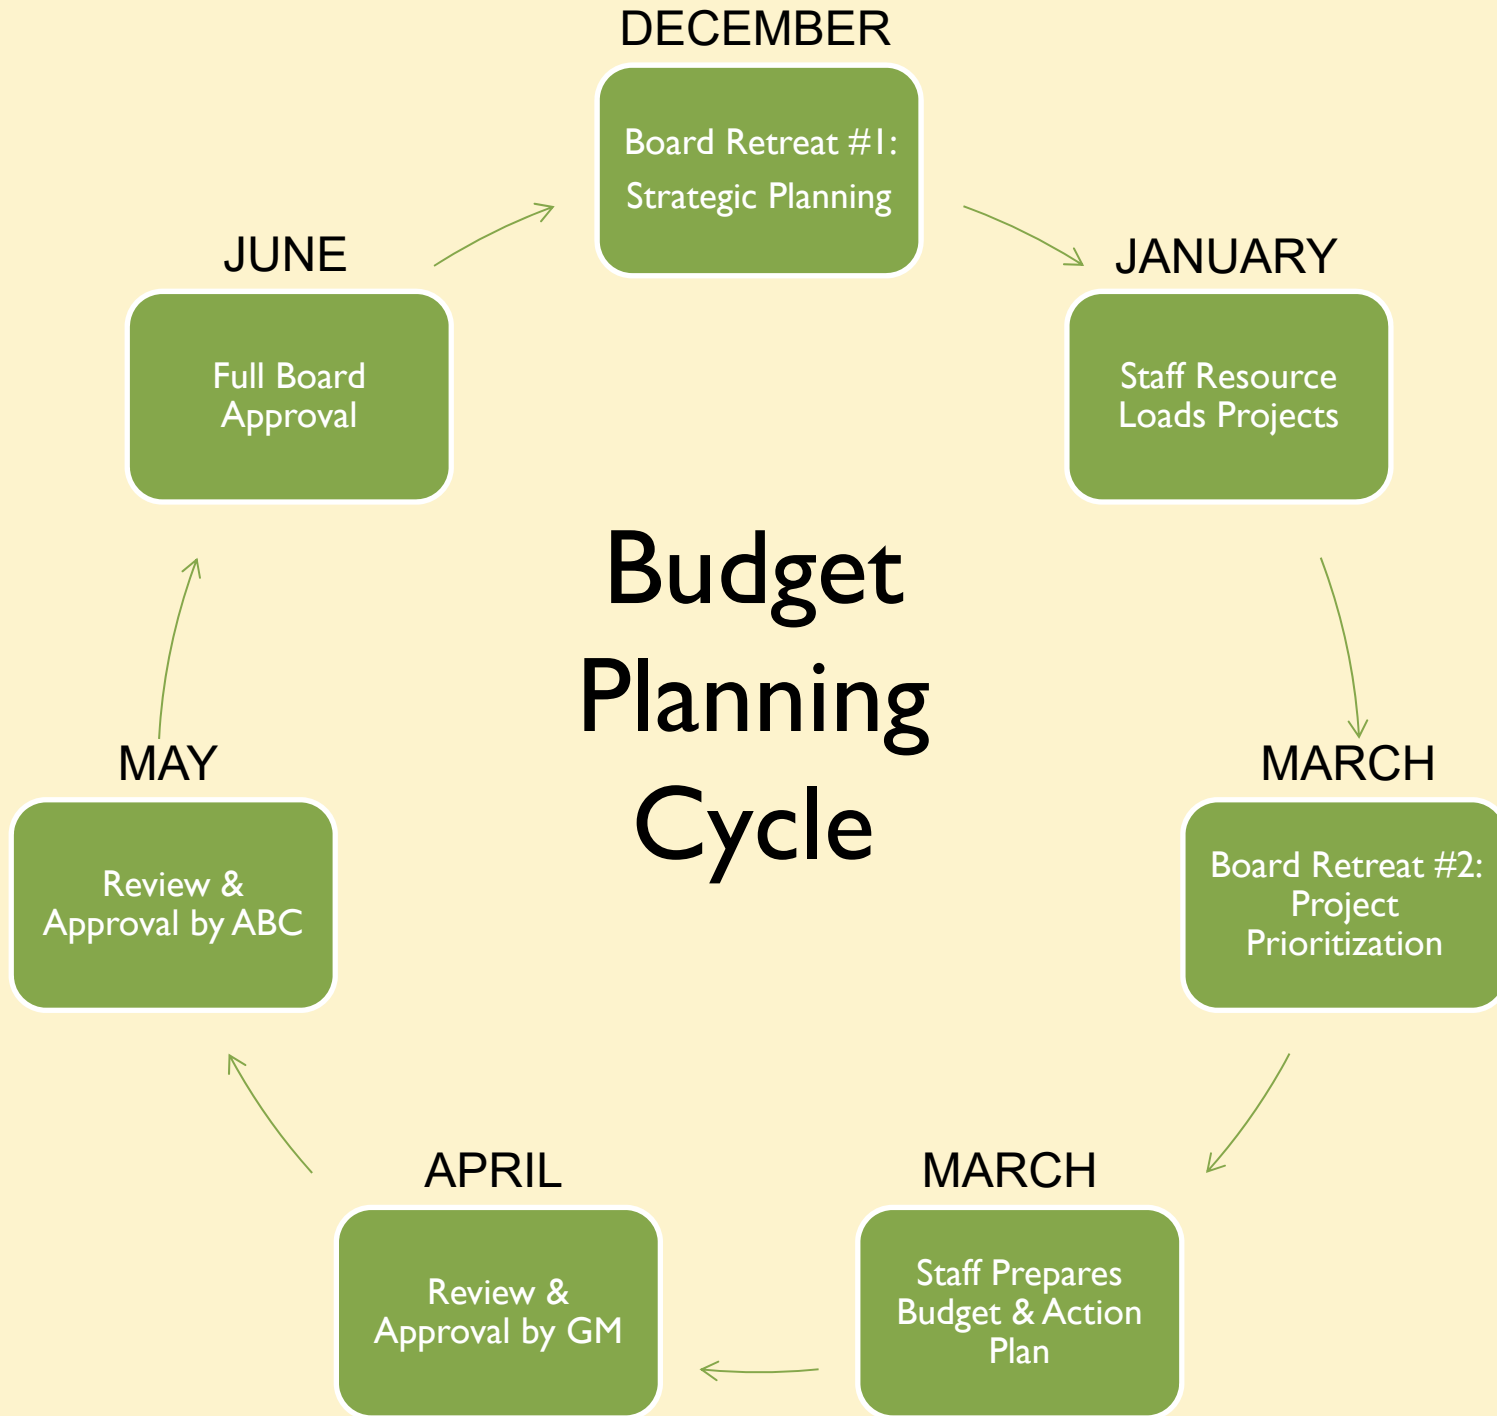 DECEMBER
Board Retreat #1:
Strategic Planning
JANUARY
Staff Resource
Loads Projects
MARCH
Board Retreat #2:
Project
Prioritization
MARCH
Staff Prepares
Budget & Action
Plan
APRIL
Review &
Approval by GM
MAY
Review &
Approval by ABC
JUNE
Full Board
Approval
Budget
Planning
Cycle